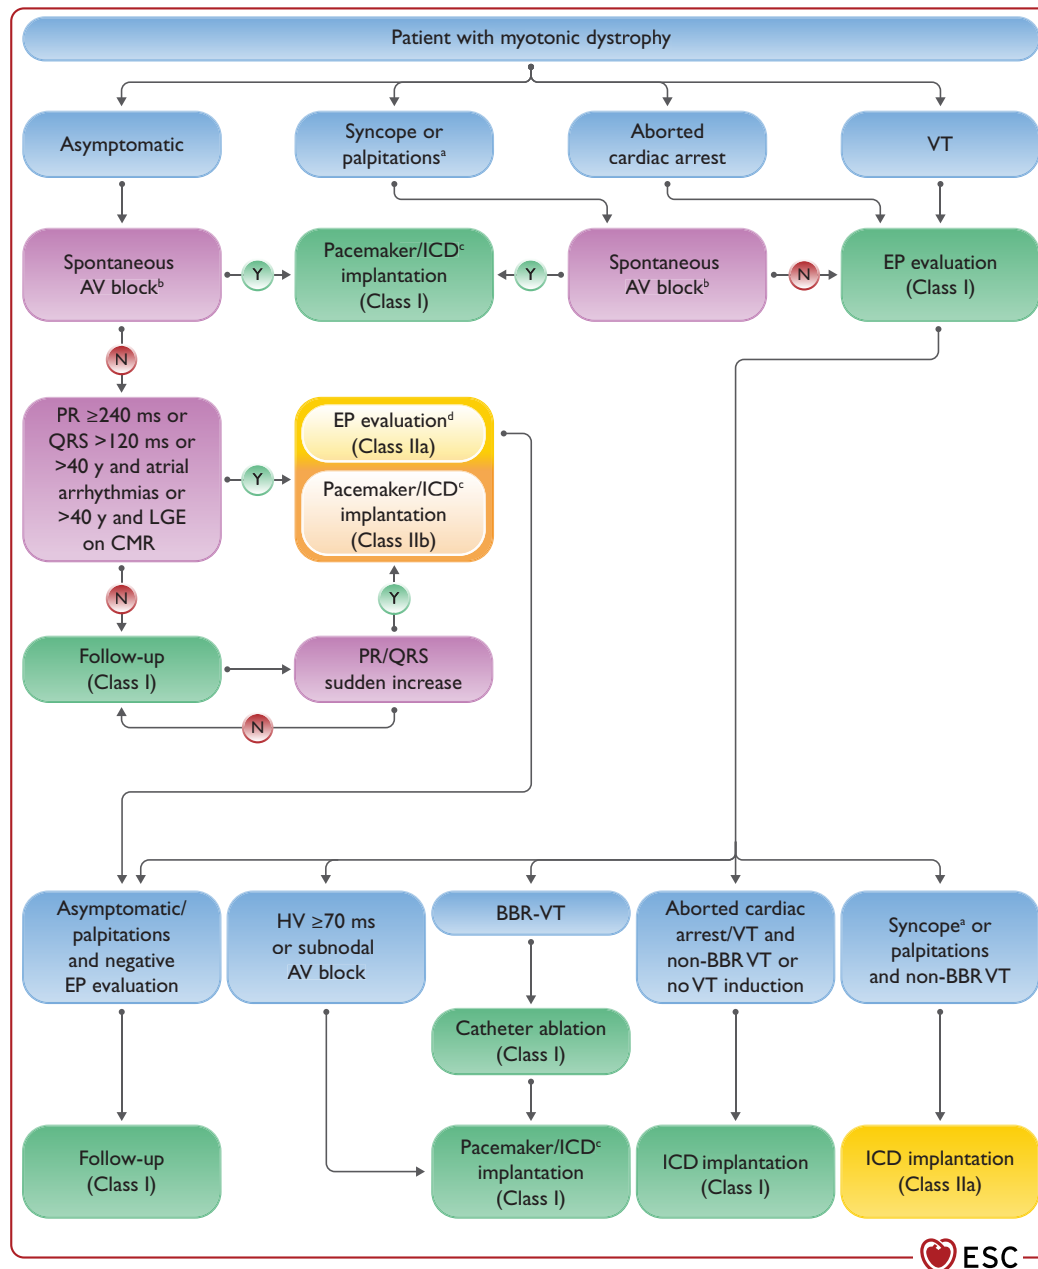 Patient with myotonic dystrophy
Asymptomatic
Syncope or
palpitationsᵃ
Aborted
cardiac arrest
VT
Spontaneous
AV blockᵇ
Y
Pacemaker/ICDᶜ
implantation
(Class I)
Y
Spontaneous
AV blockᵇ
N
EP evaluation
(Class I)
N
PR ≥240 ms or
QRS >120 ms or
>40 y and atrial
arrhythmias or
>40 y and LGE
on CMR
Y
EP evaluationᵈ
(Class IIa)
Pacemaker/ICDᶜ
implantation
(Class IIb)
N
Y
Follow-up
(Class I)
PR/QRS
sudden increase
N
Asymptomatic/
palpitations
and negative
EP evaluation
HV ≥70 ms
or subnodal
AV block
BBR-VT
Aborted cardiac
arrest/VT and
non-BBR VT or
no VT induction
Syncopeᵃ or
palpitations
and non-BBR VT
Catheter ablation
(Class I)
Follow-up
(Class I)
Pacemaker/ICDᶜ
implantation
(Class I)
ICD implantation
(Class I)
ICD implantation
(Class IIa)
ESC